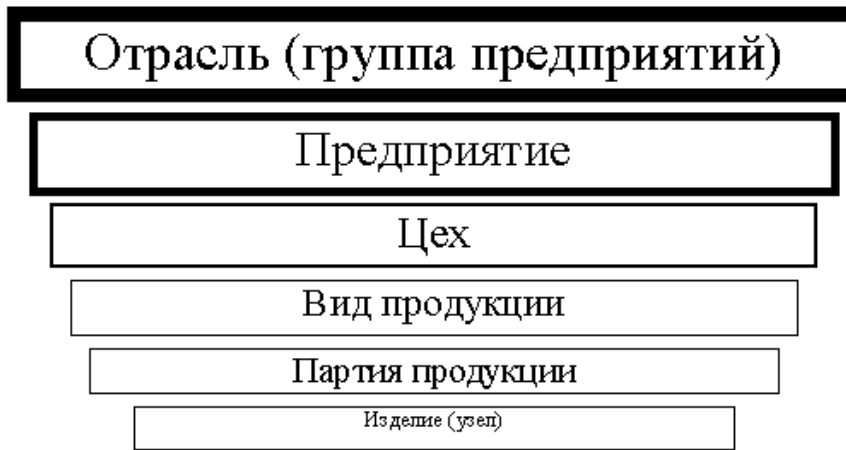 Отрасль (группа предприятий)
Предприятие
Цех
Вид продукции
Партия продукции
Изделие (узел)